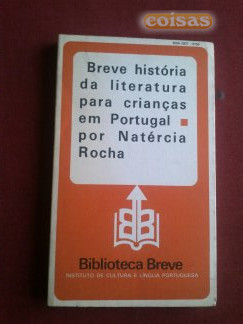 coisas
Breve história
da literatura
para crianças
em Portugal ■
por Natércia
Rocha
Biblioteca Breve
INSTITUTO DE CULTURA E LÍNGUA PORTUGUESA